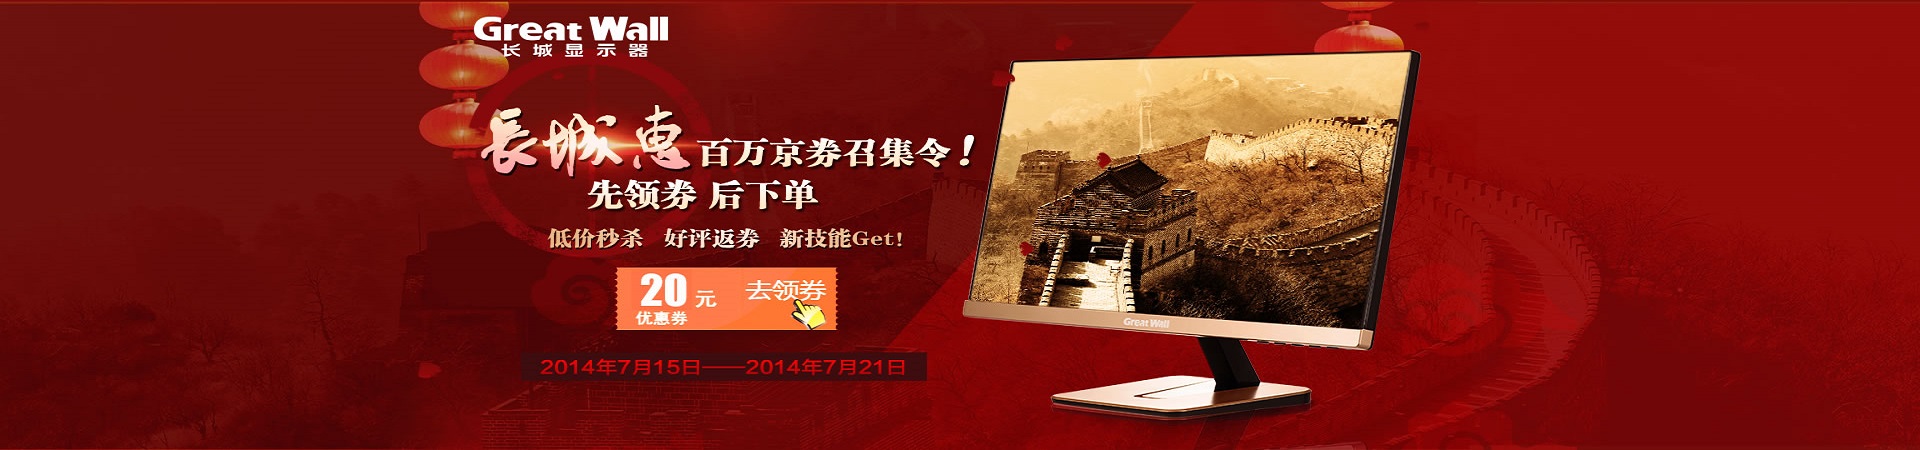 Great Wall
长城显示器
長城惠百万京券召集令!
先领券 后下单
低价秒杀 好评返券 新技能Get!
20元
优惠券
去领券
2014年7月15日——2014年7月21日
Great Wall